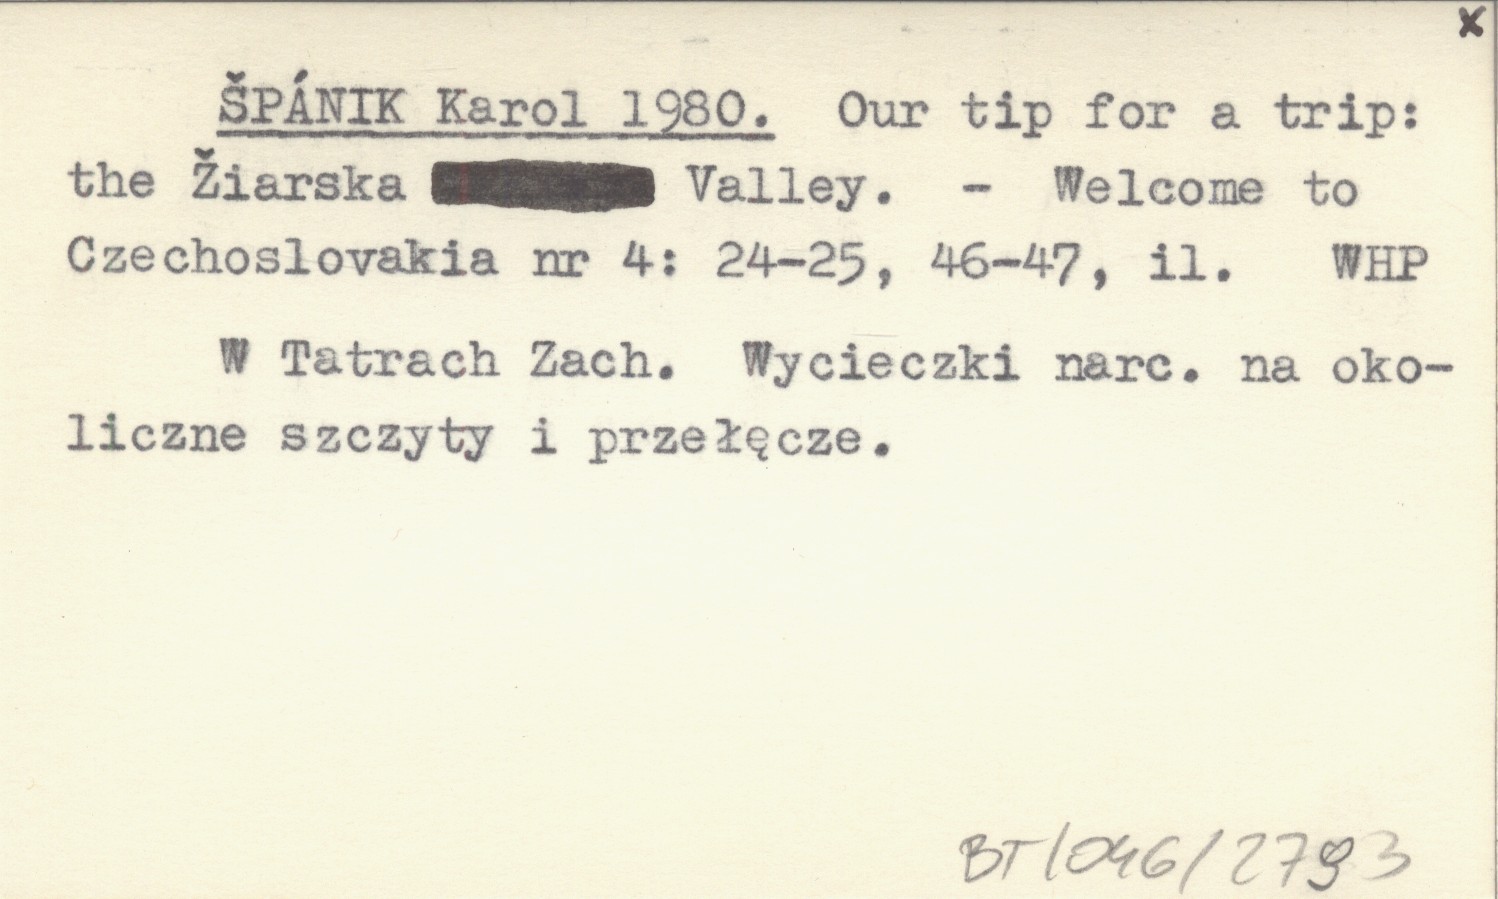 x
ŠPÁNIK Karol 1980. Our tip for a trip:
the Žiarska Valley. - Welcome to
Czechoslovakia nr 4: 24-25, 46-47, il. WHP
W Tatrach Zach. Wycieczki narc. na oko-
liczne szczyty i przełęcze.
BT/046/2793